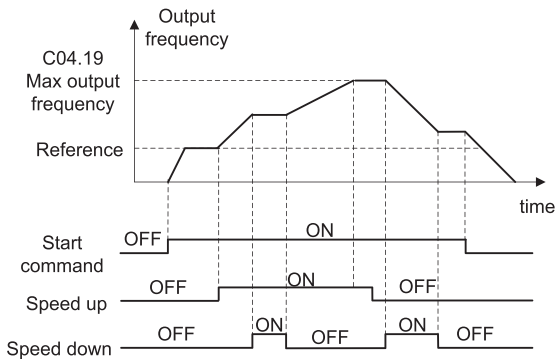 Output
frequency
C04.19
Max output
frequency
Reference
time
OFF
ON
Start
command
OFF
ON
OFF
Speed up
OFF
ON
OFF
ON
OFF
Speed down